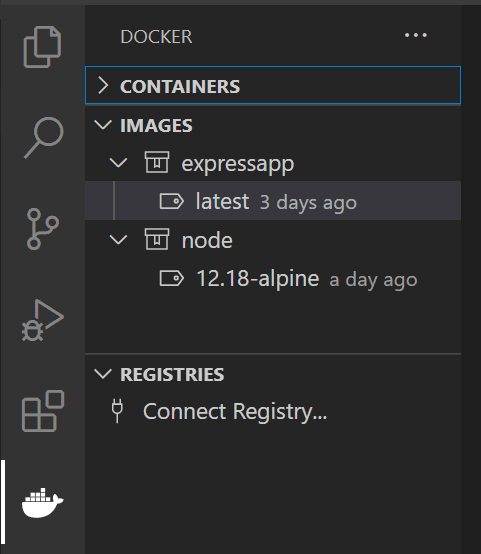 DOCKER ···
CONTAINERS
IMAGES
expressapp
latest 3 days ago
node
12.18-alpine a day ago
REGISTRIES
Connect Registry...